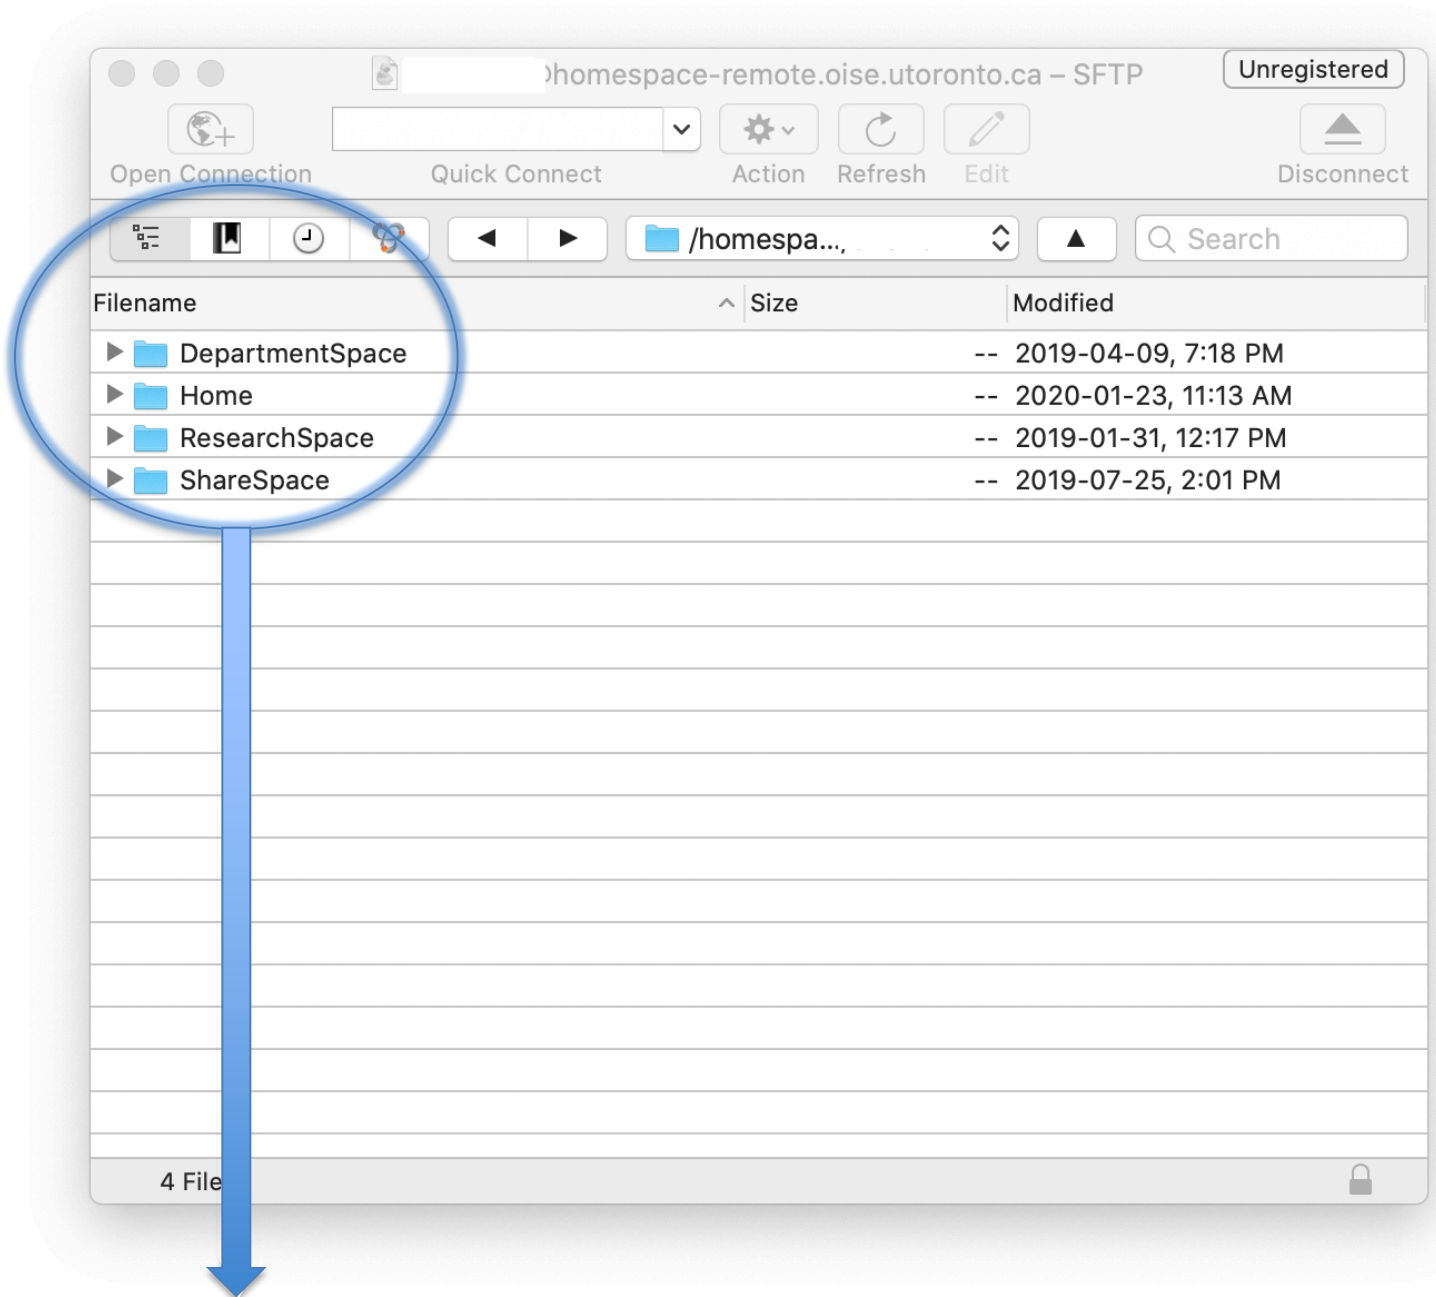 homespace-remote.oise.utoronto.ca – SFTP
Unregistered
Open Connection
Quick Connect
Action
Refresh
Edit
Disconnect
/homespa...
Search
Filename
Size
Modified
DepartmentSpace -- 2019-04-09, 7:18 PM
Home -- 2020-01-23, 11:13 AM
ResearchSpace -- 2019-01-31, 12:17 PM
ShareSpace -- 2019-07-25, 2:01 PM
4 File